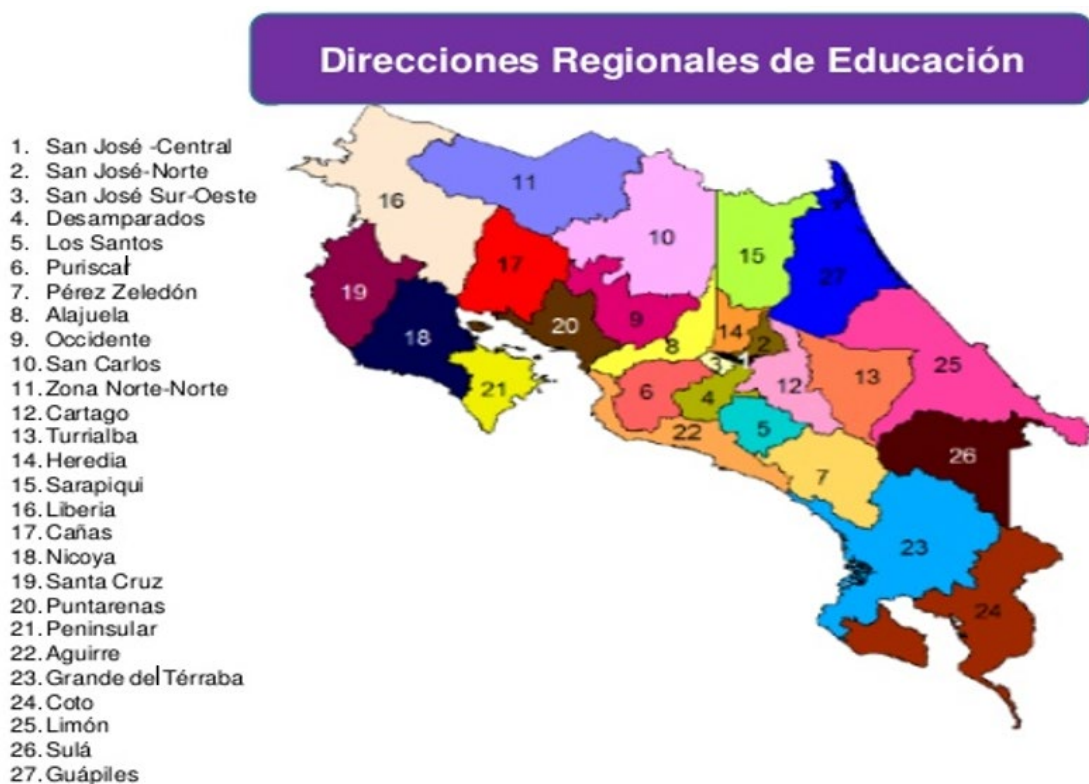 Direcciones Regionales de Educación
1. San José -Central
2. San José-Norte
3. San José Sur-Oeste
4. Desamparados
5. Los Santos
6. Puriscal
7. Pérez Zeledón
8. Alajuela
9. Occidente
10. San Carlos
11. Zona Norte-Norte
12. Cartago
13. Turrialba
14. Heredia
15. Sarapiqui
16. Liberia
17. Cañas
18. Nicoya
19. Santa Cruz
20. Puntarenas
21. Peninsular
22. Aguirre
23. Grande del Térraba
24. Coto
25. Limón
26. Sulá
27. Guápiles
11
16
10
15
27
17
19
9
20
18
14
2
8
3
25
21
6
12
13
4
22
5
26
7
23
24